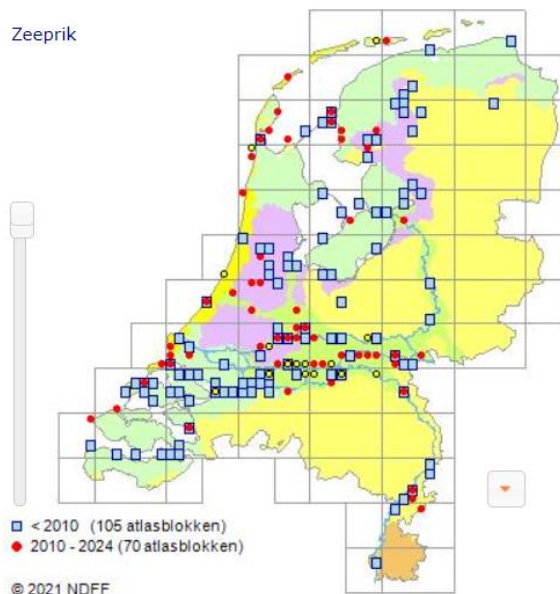 Zeeprik
< 2010 (105 atlasblokken)
2010 - 2024 (70 atlasblokken)
© 2021 NDFF